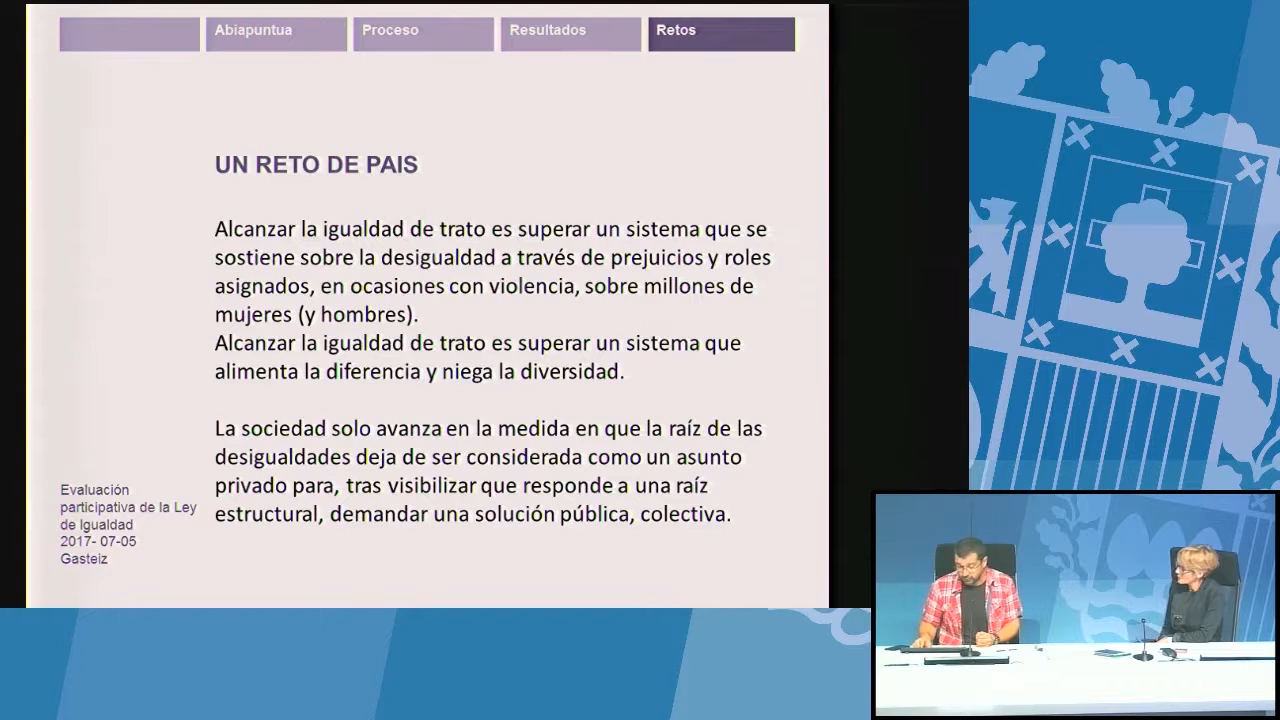 Abiapuntua
Proceso
Resultados
Retos
UN RETO DE PAIS
Alcanzar la igualdad de trato es superar un sistema que se
sostiene sobre la desigualdad a través de prejuicios y roles
asignados, en ocasiones con violencia, sobre millones de
mujeres (y hombres).
Alcanzar la igualdad de trato es superar un sistema que
alimenta la diferencia y niega la diversidad.
La sociedad solo avanza en la medida en que la raíz de las
desigualdades deja de ser considerada como un asunto
privado para, tras visibilizar que responde a una raíz
estructural, demandar una solución pública, colectiva.
Evaluación
participativa de la Ley
de Igualdad
2017- 07-05
Gasteiz